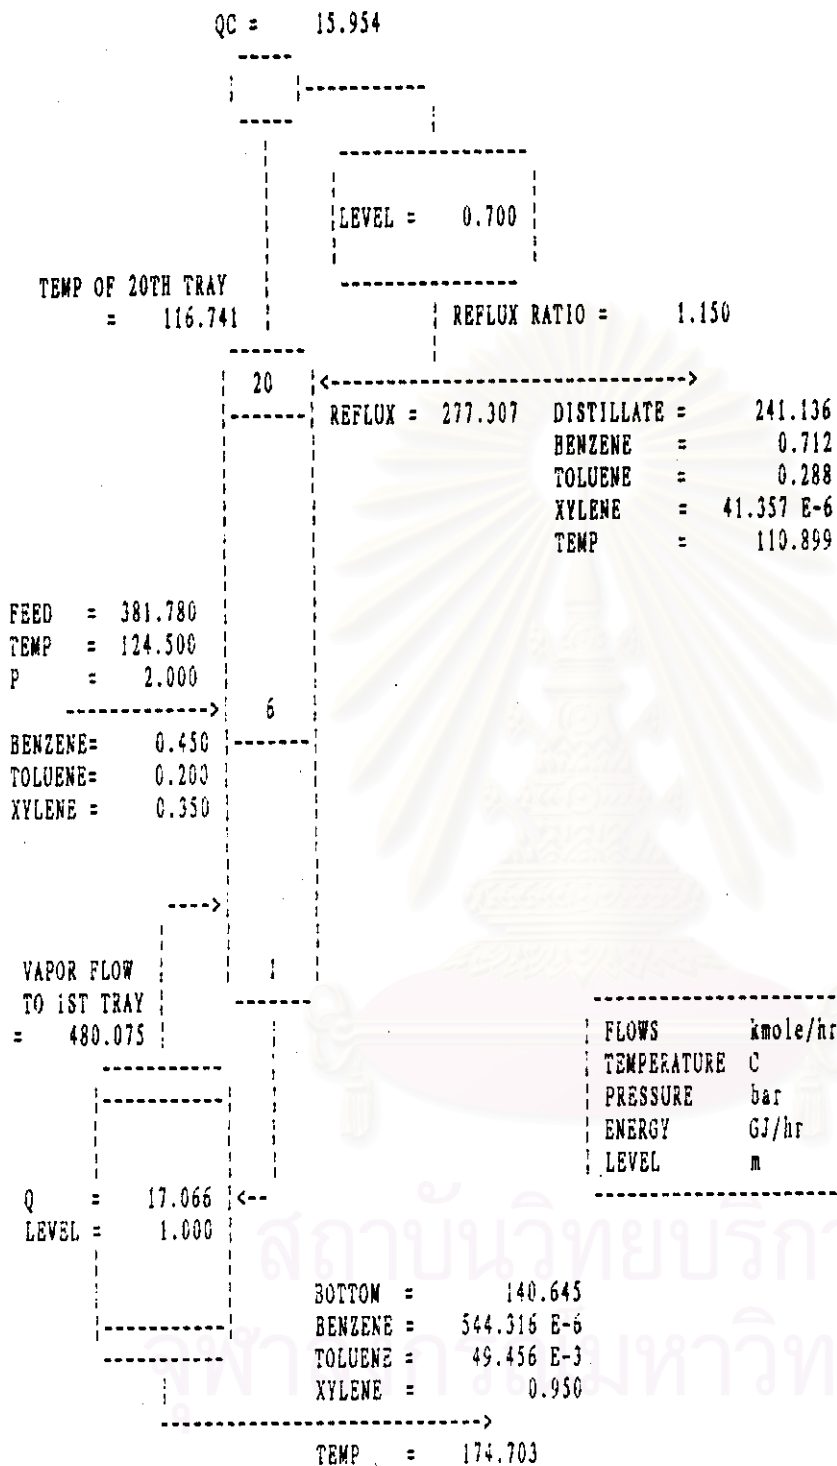 QC = 15.954
LEVEL = 0.700
TEMP OF 20TH TRAY
= 116.741
REFLUX RATIO = 1.150
20
REFLUX = 277.307
DISTILLATE = 241.136
BENZENE = 0.712
TOLUENE = 0.288
XYLENE = 41.357 E-6
TEMP = 110.899
FEED = 381.780
TEMP = 124.500
P = 2.000
6
BENZENE= 0.450
TOLUENE= 0.200
XYLENE = 0.350
VAPOR FLOW
TO 1ST TRAY
= 480.075
1
FLOWS kmole/hr
TEMPERATURE C
PRESSURE bar
ENERGY GJ/hr
LEVEL m
Q = 17.066
LEVEL = 1.000
BOTTOM = 140.645
BENZENE = 544.316 E-6
TOLUENE = 49.456 E-3
XYLENE = 0.950
TEMP = 174.703